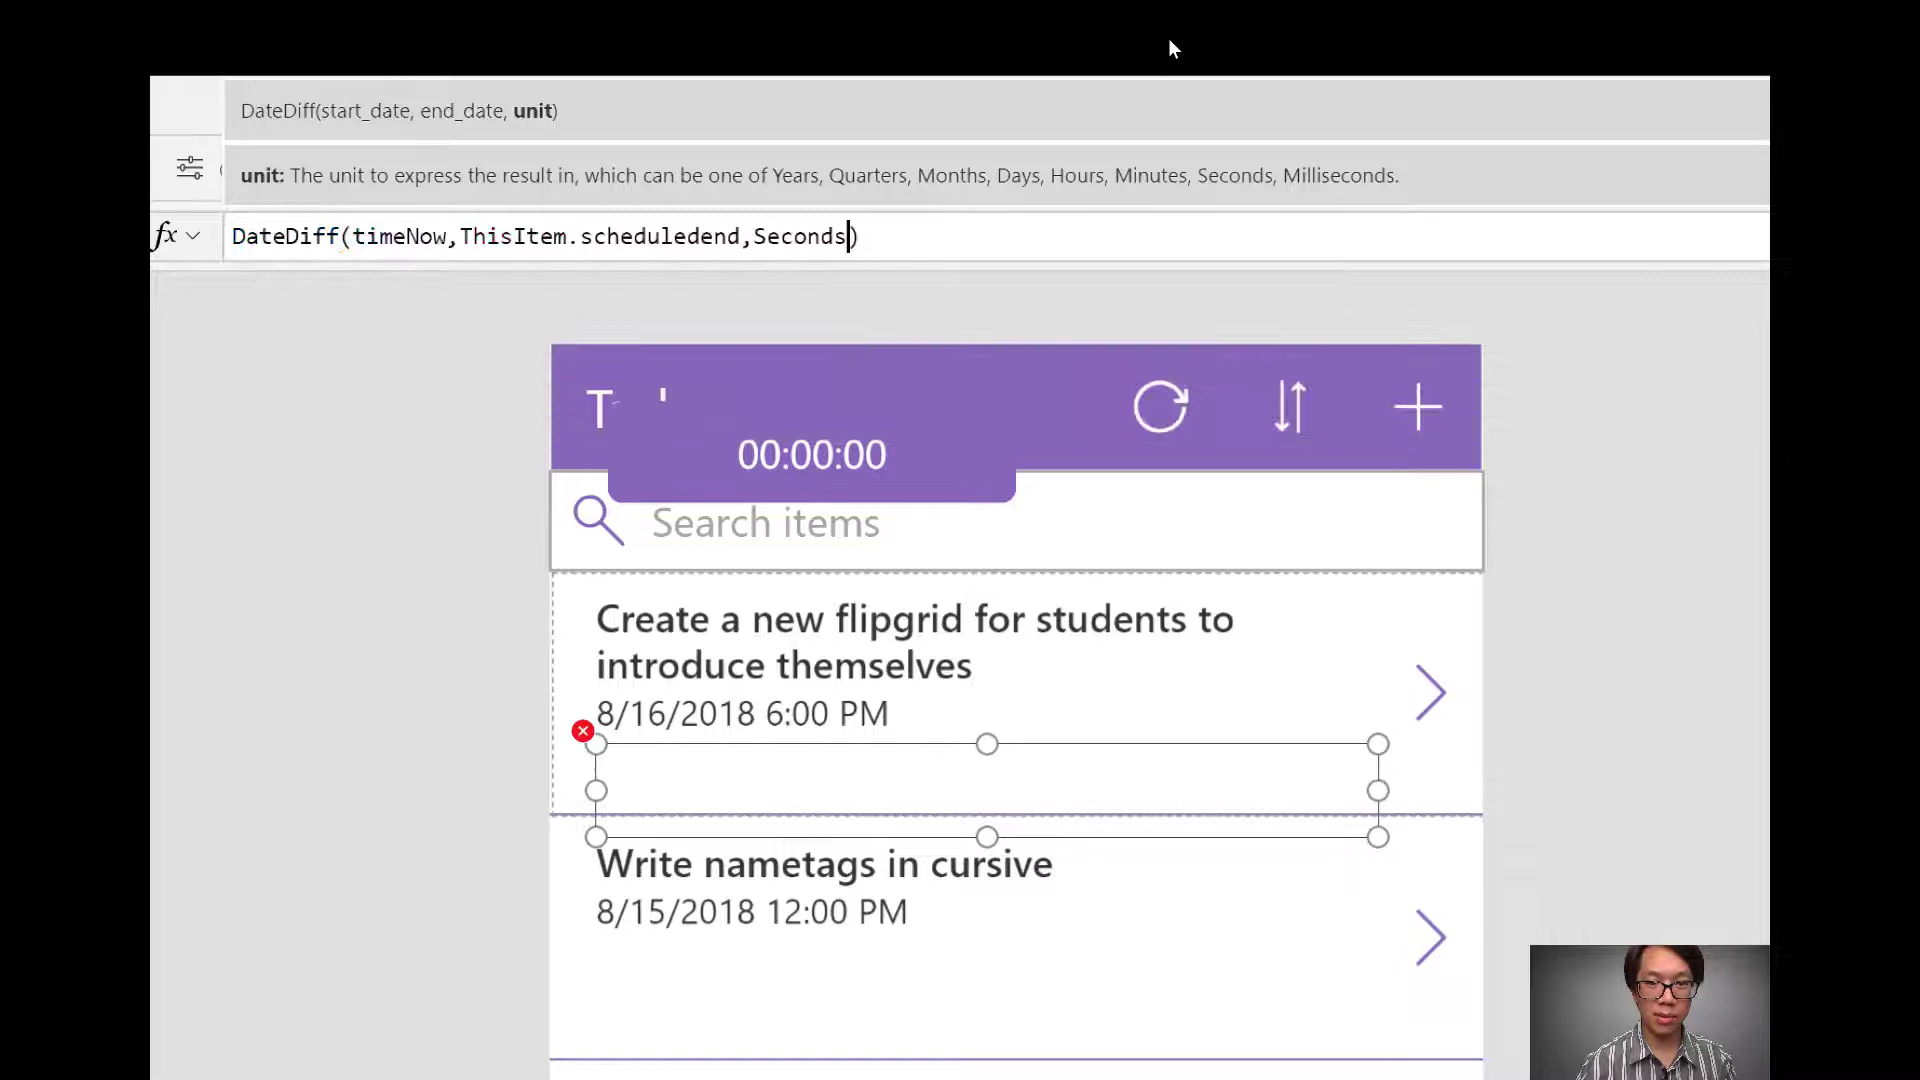 DateDiff(start_date, end_date, unit)
unit: The unit to express the result in, which can be one of Years, Quarters, Months, Days, Hours, Minutes, Seconds, Milliseconds.
fx
DateDiff(timeNow,ThisItem.scheduledend,Seconds)
00:00:00
Search items
Create a new flipgrid for students to
introduce themselves
8/16/2018 6:00 PM
Write nametags in cursive
8/15/2018 12:00 PM